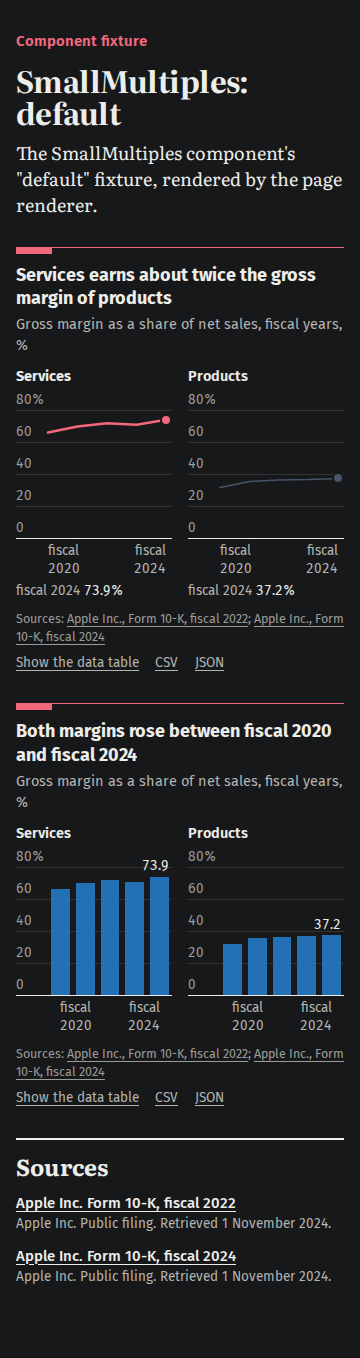 Component fixture
SmallMultiples:
default
The SmallMultiples component's
"default" fixture, rendered by the page
renderer.
Services earns about twice the gross
margin of products
Gross margin as a share of net sales, fiscal years,
%
Services
80%
60
40
20
0
fiscal
2020
fiscal
2024
fiscal 2024 73.9%
Products
80%
60
40
20
0
fiscal
2020
fiscal
2024
fiscal 2024 37.2%
Sources: Apple Inc., Form 10-K, fiscal 2022; Apple Inc., Form
10-K, fiscal 2024
Show the data table CSV JSON
Both margins rose between fiscal 2020
and fiscal 2024
Gross margin as a share of net sales, fiscal years,
%
Services
80%
73.9
60
40
20
0
fiscal
2020
fiscal
2024
Products
80%
60
40
37.2
20
0
fiscal
2020
fiscal
2024
Sources: Apple Inc., Form 10-K, fiscal 2022; Apple Inc., Form
10-K, fiscal 2024
Show the data table CSV JSON
Sources
Apple Inc. Form 10-K, fiscal 2022
Apple Inc. Public filing. Retrieved 1 November 2024.
Apple Inc. Form 10-K, fiscal 2024
Apple Inc. Public filing. Retrieved 1 November 2024.